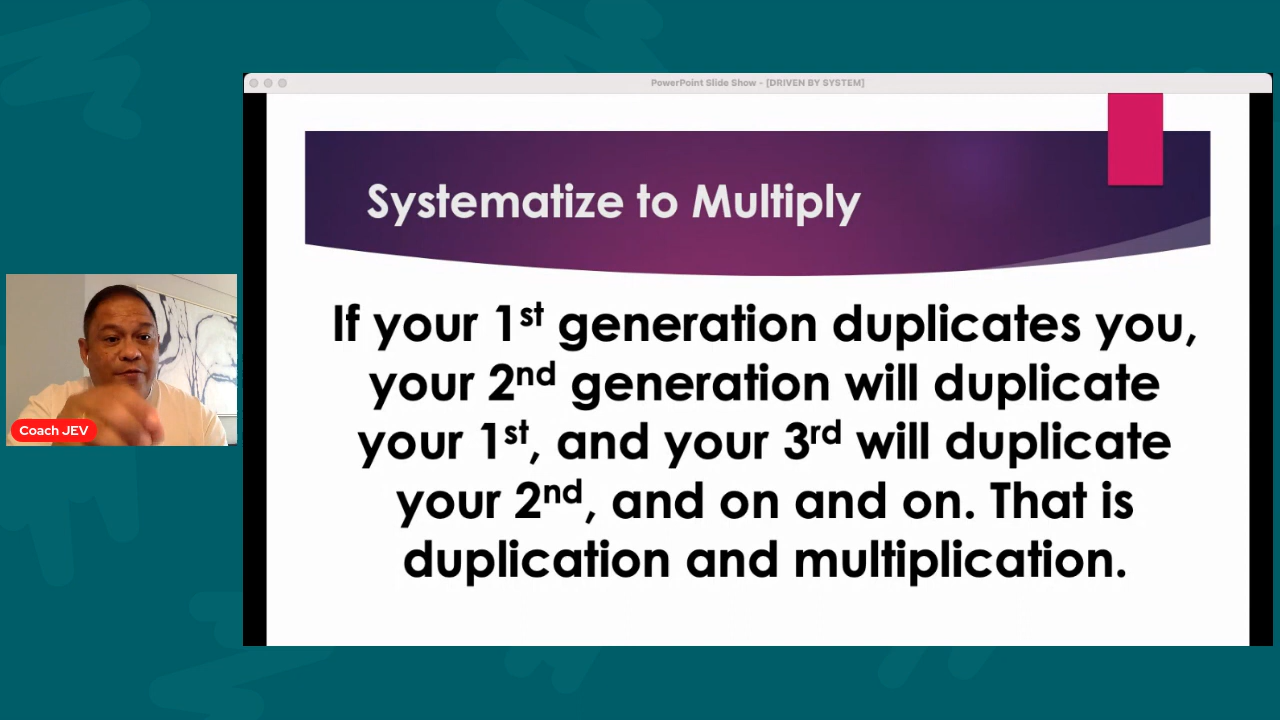 PowerPoint Slide Show - [DRIVEN BY SYSTEM]
Systematize to Multiply
If your 1st generation duplicates you,
your 2nd generation will duplicate
your 1st, and your 3rd will duplicate
your 2nd, and on and on. That is
duplication and multiplication.
Coach JEV